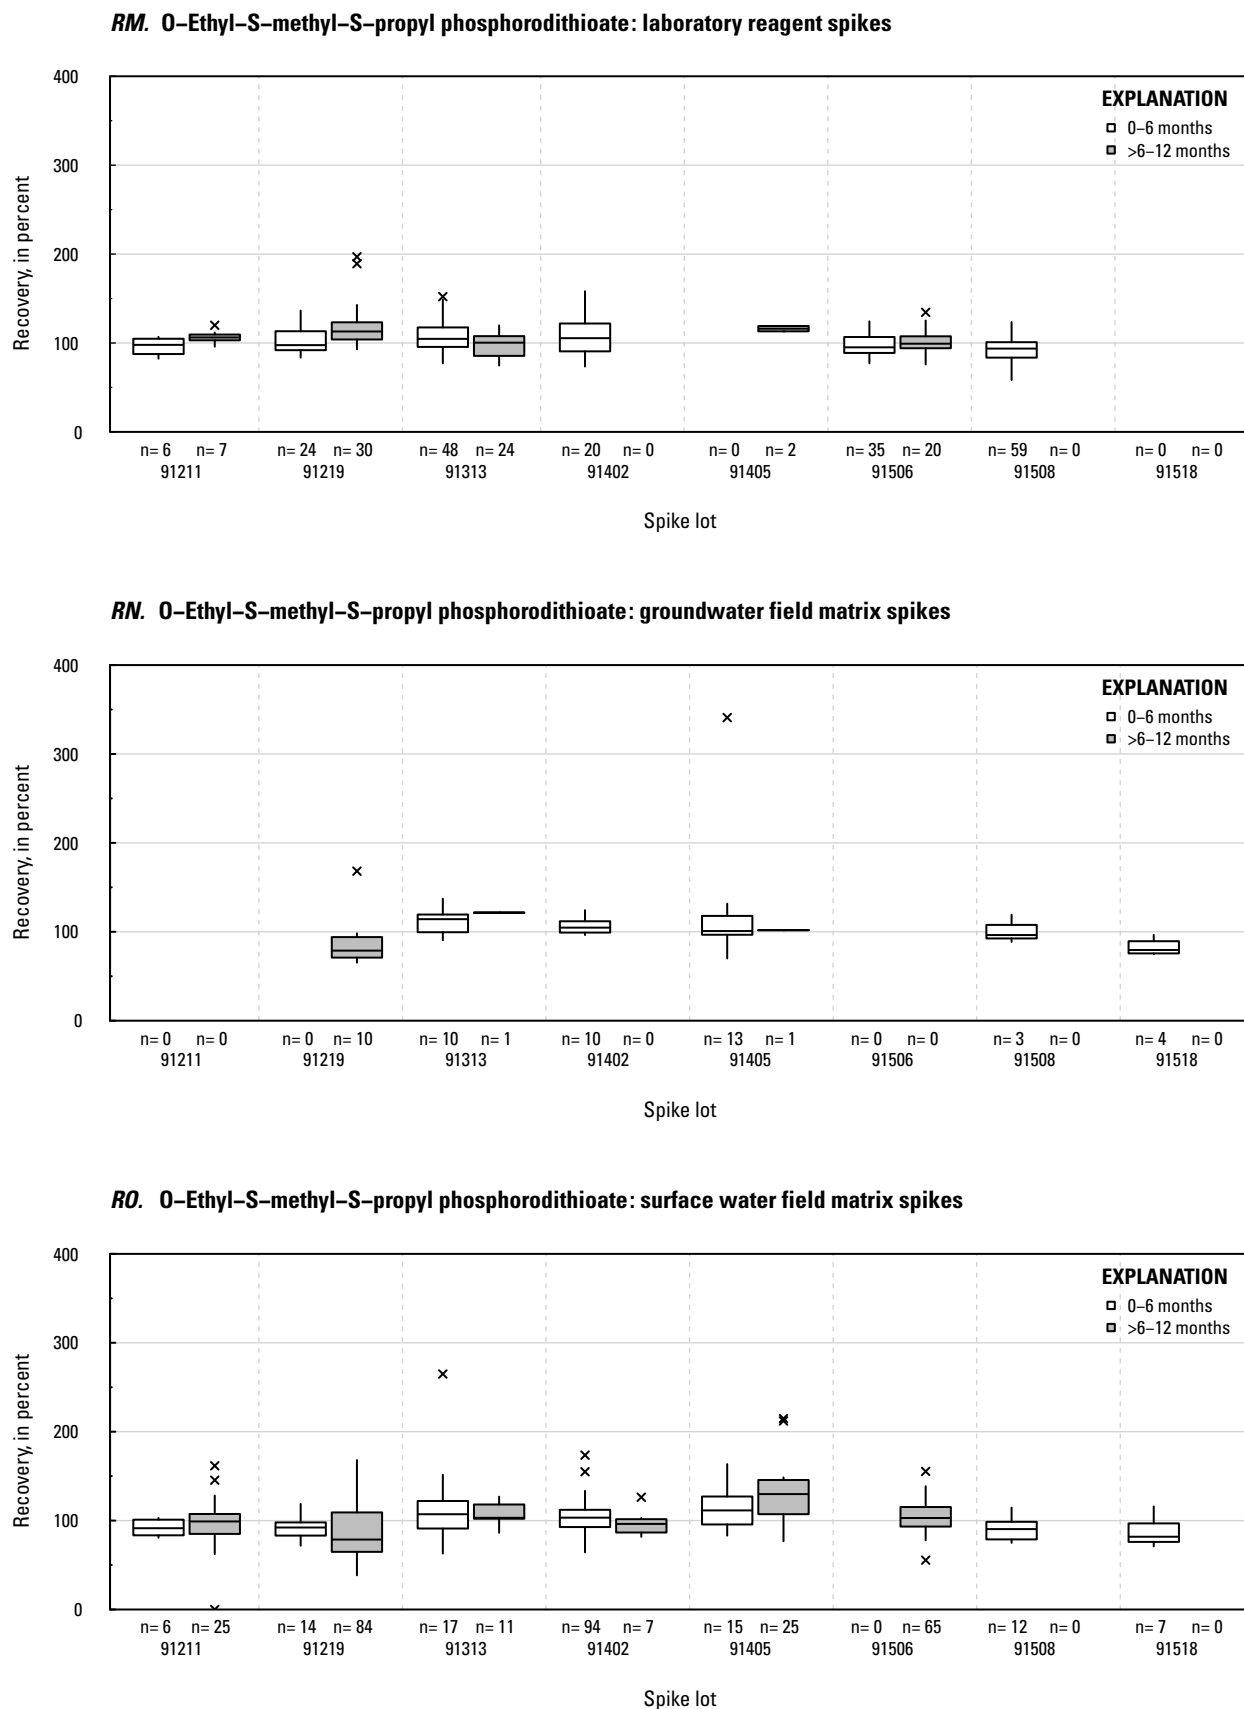 RM. O–Ethyl–S–methyl–S–propyl phosphorodithioate: laboratory reagent spikes
400
EXPLANATION
0–6 months
>6–12 months
300
200
100
0
Recovery, in percent
n= 6 n= 7 n= 24 n= 30 n= 48 n= 24 n= 20 n= 0 n= 0 n= 2 n= 35 n= 20 n= 59 n= 0 n= 0 n= 0
91211 91219 91313 91402 91405 91506 91508 91518
Spike lot
RN. O–Ethyl–S–methyl–S–propyl phosphorodithioate: groundwater field matrix spikes
400
EXPLANATION
0–6 months
>6–12 months
300
200
100
0
Recovery, in percent
n= 0 n= 0 n= 0 n= 10 n= 10 n= 1 n= 10 n= 0 n= 13 n= 1 n= 0 n= 0 n= 3 n= 0 n= 4 n= 0
91211 91219 91313 91402 91405 91506 91508 91518
Spike lot
RO. O–Ethyl–S–methyl–S–propyl phosphorodithioate: surface water field matrix spikes
400
EXPLANATION
0–6 months
>6–12 months
300
200
100
0
Recovery, in percent
n= 6 n= 25 n= 14 n= 84 n= 17 n= 11 n= 94 n= 7 n= 15 n= 25 n= 0 n= 65 n= 12 n= 0 n= 7 n= 0
91211 91219 91313 91402 91405 91506 91508 91518
Spike lot